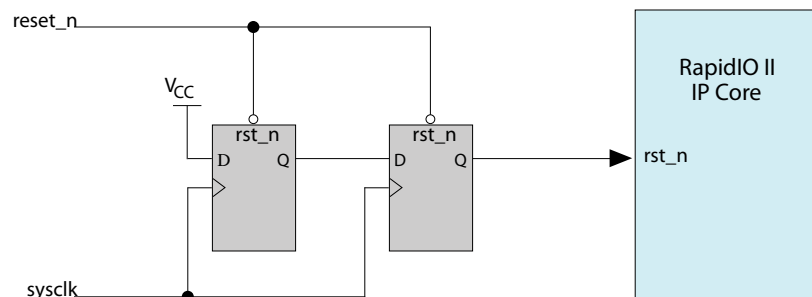 reset_n
RapidIO II
IP Core
VCC
rst_n
rst_n
D
Q
D
Q
rst_n
sysclk